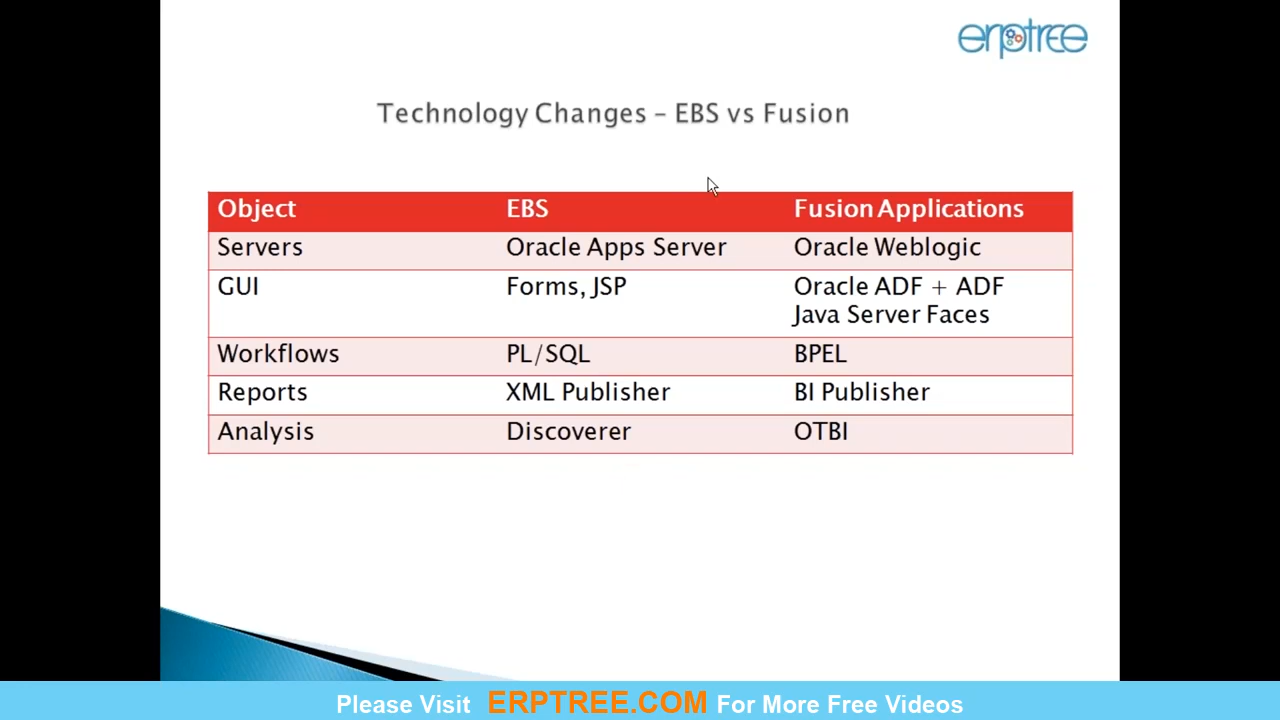 erptree
Technology Changes – EBS vs Fusion
Object EBS Fusion Applications
Servers Oracle Apps Server Oracle Weblogic
GUI Forms, JSP Oracle ADF + ADF
Java Server Faces
Workflows PL/SQL BPEL
Reports XML Publisher BI Publisher
Analysis Discoverer OTBI
Please Visit ERPTREE.COM For More Free Videos